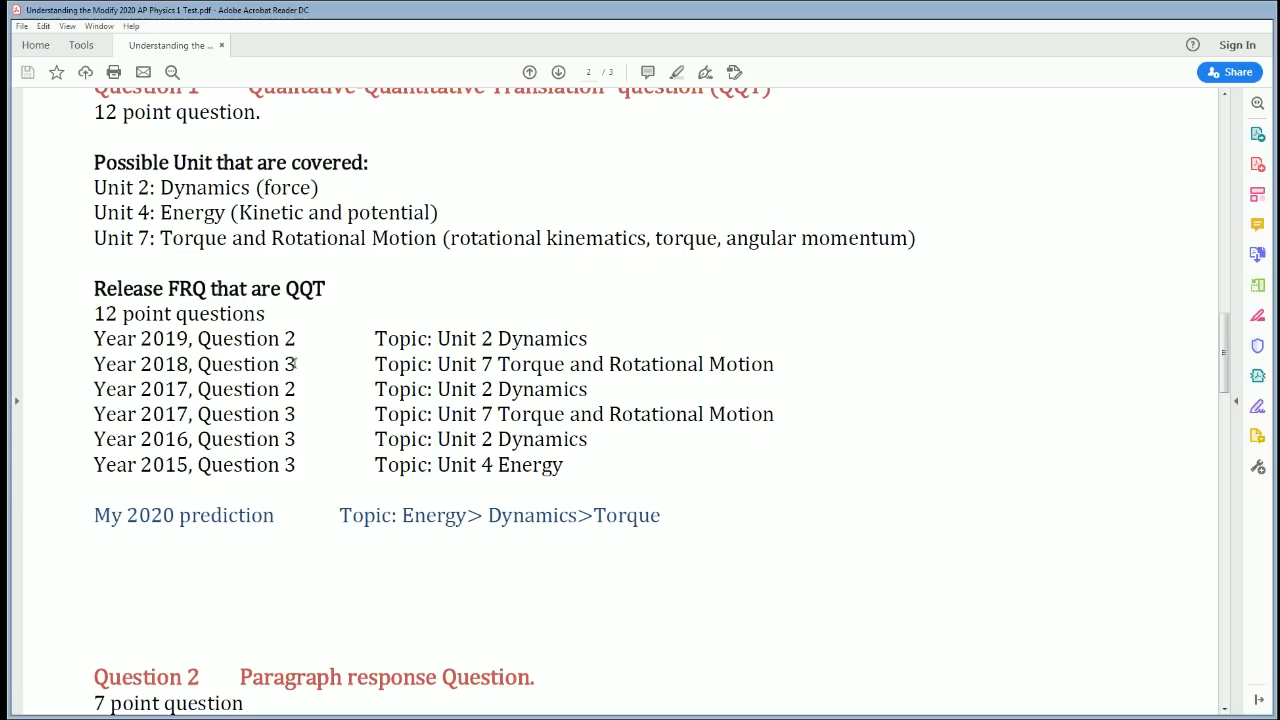 Understanding the Modify 2020 AP Physics 1 Test.pdf - Adobe Acrobat Reader DC
File Edit View Window Help
Home Tools Understanding the ... × Sign In
2 / 3 Share
Question 1 Qualitative-Quantitative Translation question (QQT)
12 point question.
Possible Unit that are covered:
Unit 2: Dynamics (force)
Unit 4: Energy (Kinetic and potential)
Unit 7: Torque and Rotational Motion (rotational kinematics, torque, angular momentum)
Release FRQ that are QQT
12 point questions
Year 2019, Question 2 Topic: Unit 2 Dynamics
Year 2018, Question 3 Topic: Unit 7 Torque and Rotational Motion
Year 2017, Question 2 Topic: Unit 2 Dynamics
Year 2017, Question 3 Topic: Unit 7 Torque and Rotational Motion
Year 2016, Question 3 Topic: Unit 2 Dynamics
Year 2015, Question 3 Topic: Unit 4 Energy
My 2020 prediction Topic: Energy> Dynamics>Torque
Question 2 Paragraph response Question.
7 point question